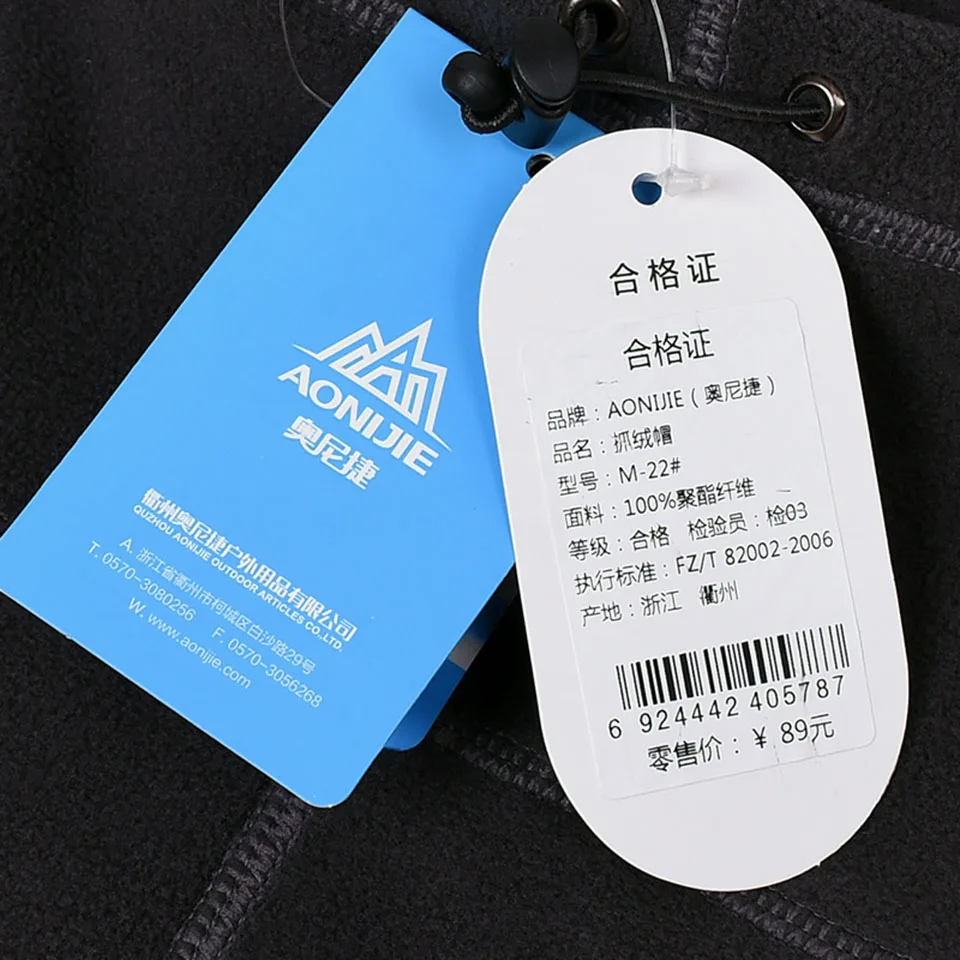 AONIJIE
奥尼捷
衢州奥尼捷户外用品有限公司
QUZHOU AONIJIE OUTDOOR ARTICLES CO.,LTD.
A. 浙江省衢州市柯城区白沙路29号
T. 0570-3080256 F. 0570-3056268
W. www.aonijie.com
合格证
合格证
品牌：AONIJIE（奥尼捷）
品名：抓绒帽
型号：M-22#
面料：100%聚酯纤维
等级：合格 检验员：检03
执行标准：FZ/T 82002-2006
产地：浙江 衢州
6 924442 405787
零售价：￥ 89元